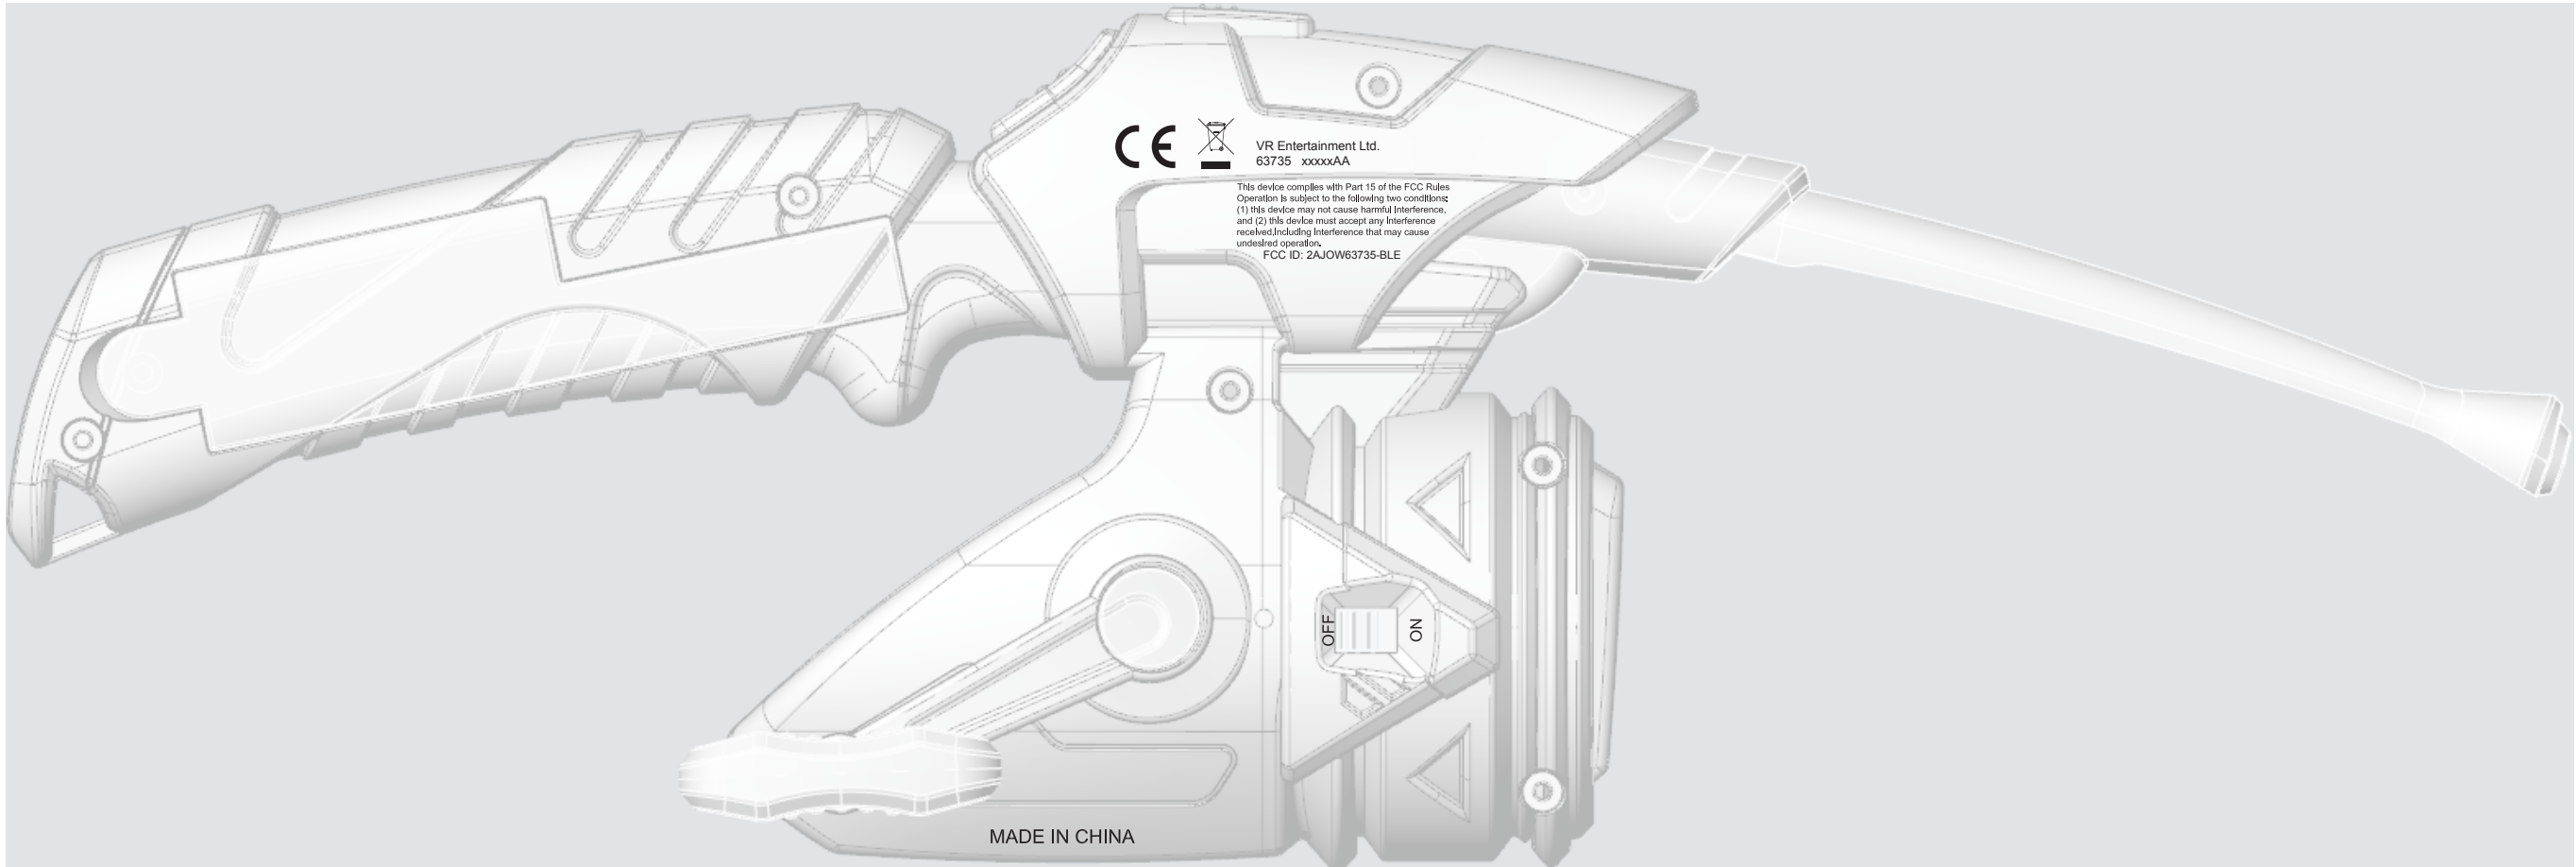 CE
VR Entertainment Ltd.
63735 xxxxxAA
This device complies with Part 15 of the FCC Rules
Operation is subject to the following two conditions:
(1) this device may not cause harmful interference,
and (2) this device must accept any interference
received,including interference that may cause
undesired operation.
FCC ID: 2AJOW63735-BLE
OFF
ON
MADE IN CHINA